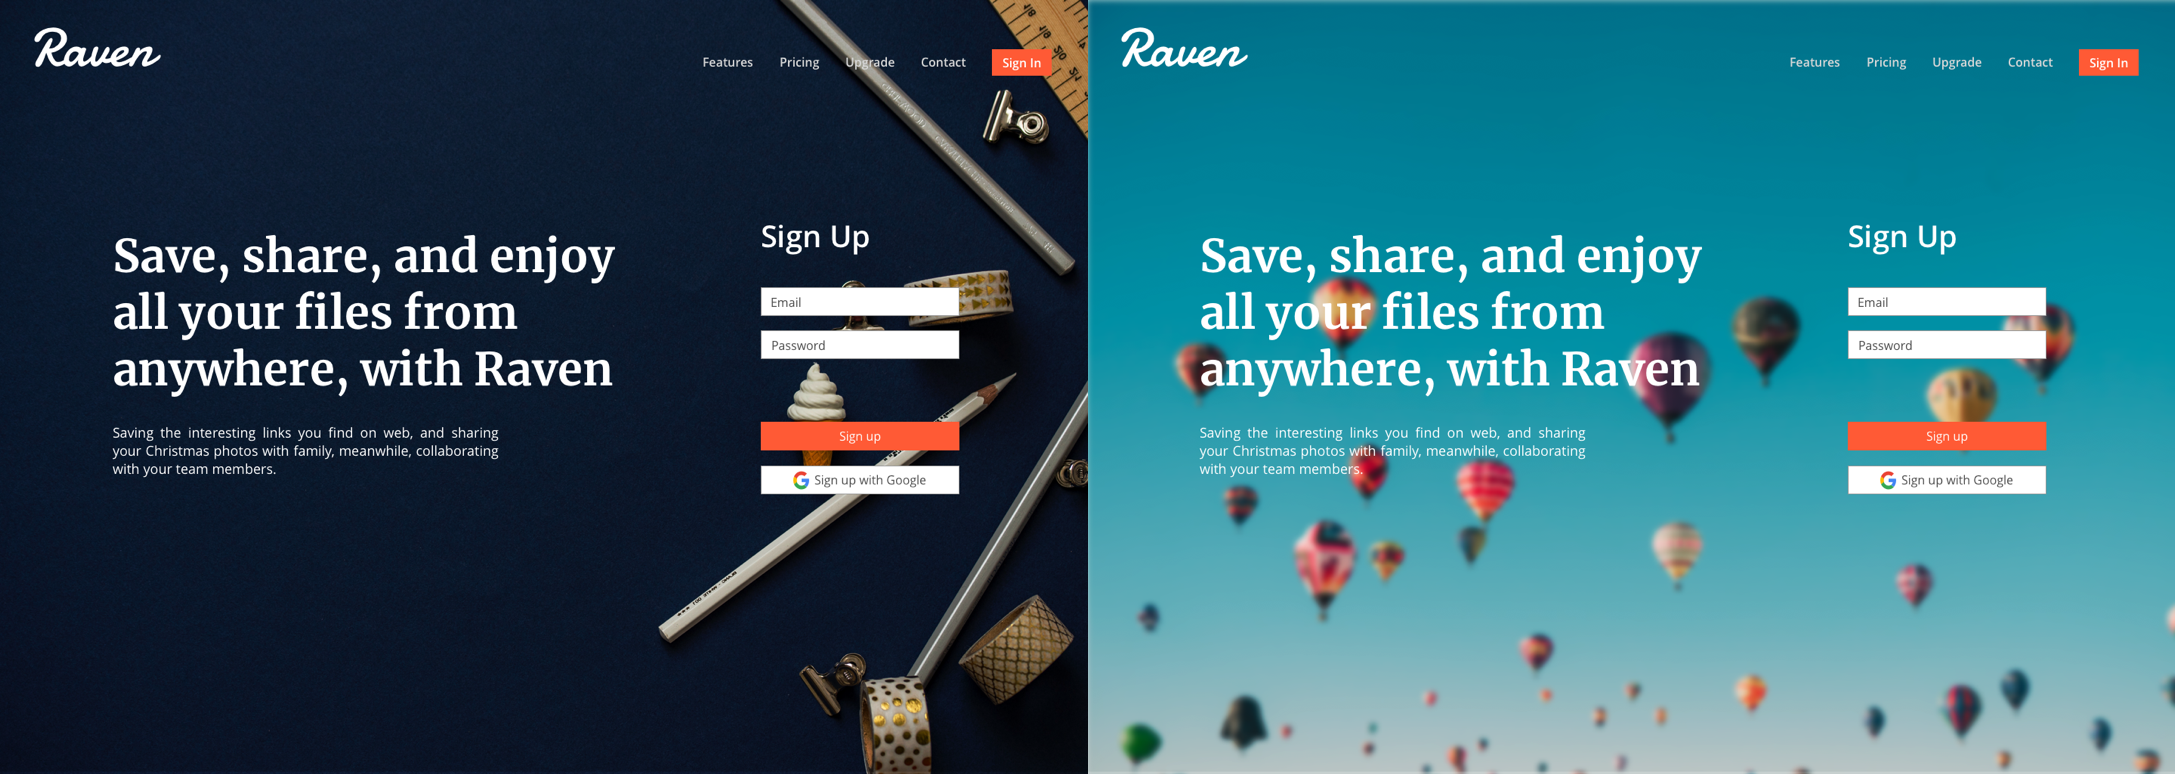 Raven
Features Pricing Upgrade Contact Sign In
Save, share, and enjoy
all your files from
anywhere, with Raven
Saving the interesting links you find on web, and sharing
your Christmas photos with family, meanwhile, collaborating
with your team members.
Sign Up
Email
Password
Sign up
Sign up with Google
Raven
Features Pricing Upgrade Contact Sign In
Save, share, and enjoy
all your files from
anywhere, with Raven
Saving the interesting links you find on web, and sharing
your Christmas photos with family, meanwhile, collaborating
with your team members.
Sign Up
Email
Password
Sign up
Sign up with Google